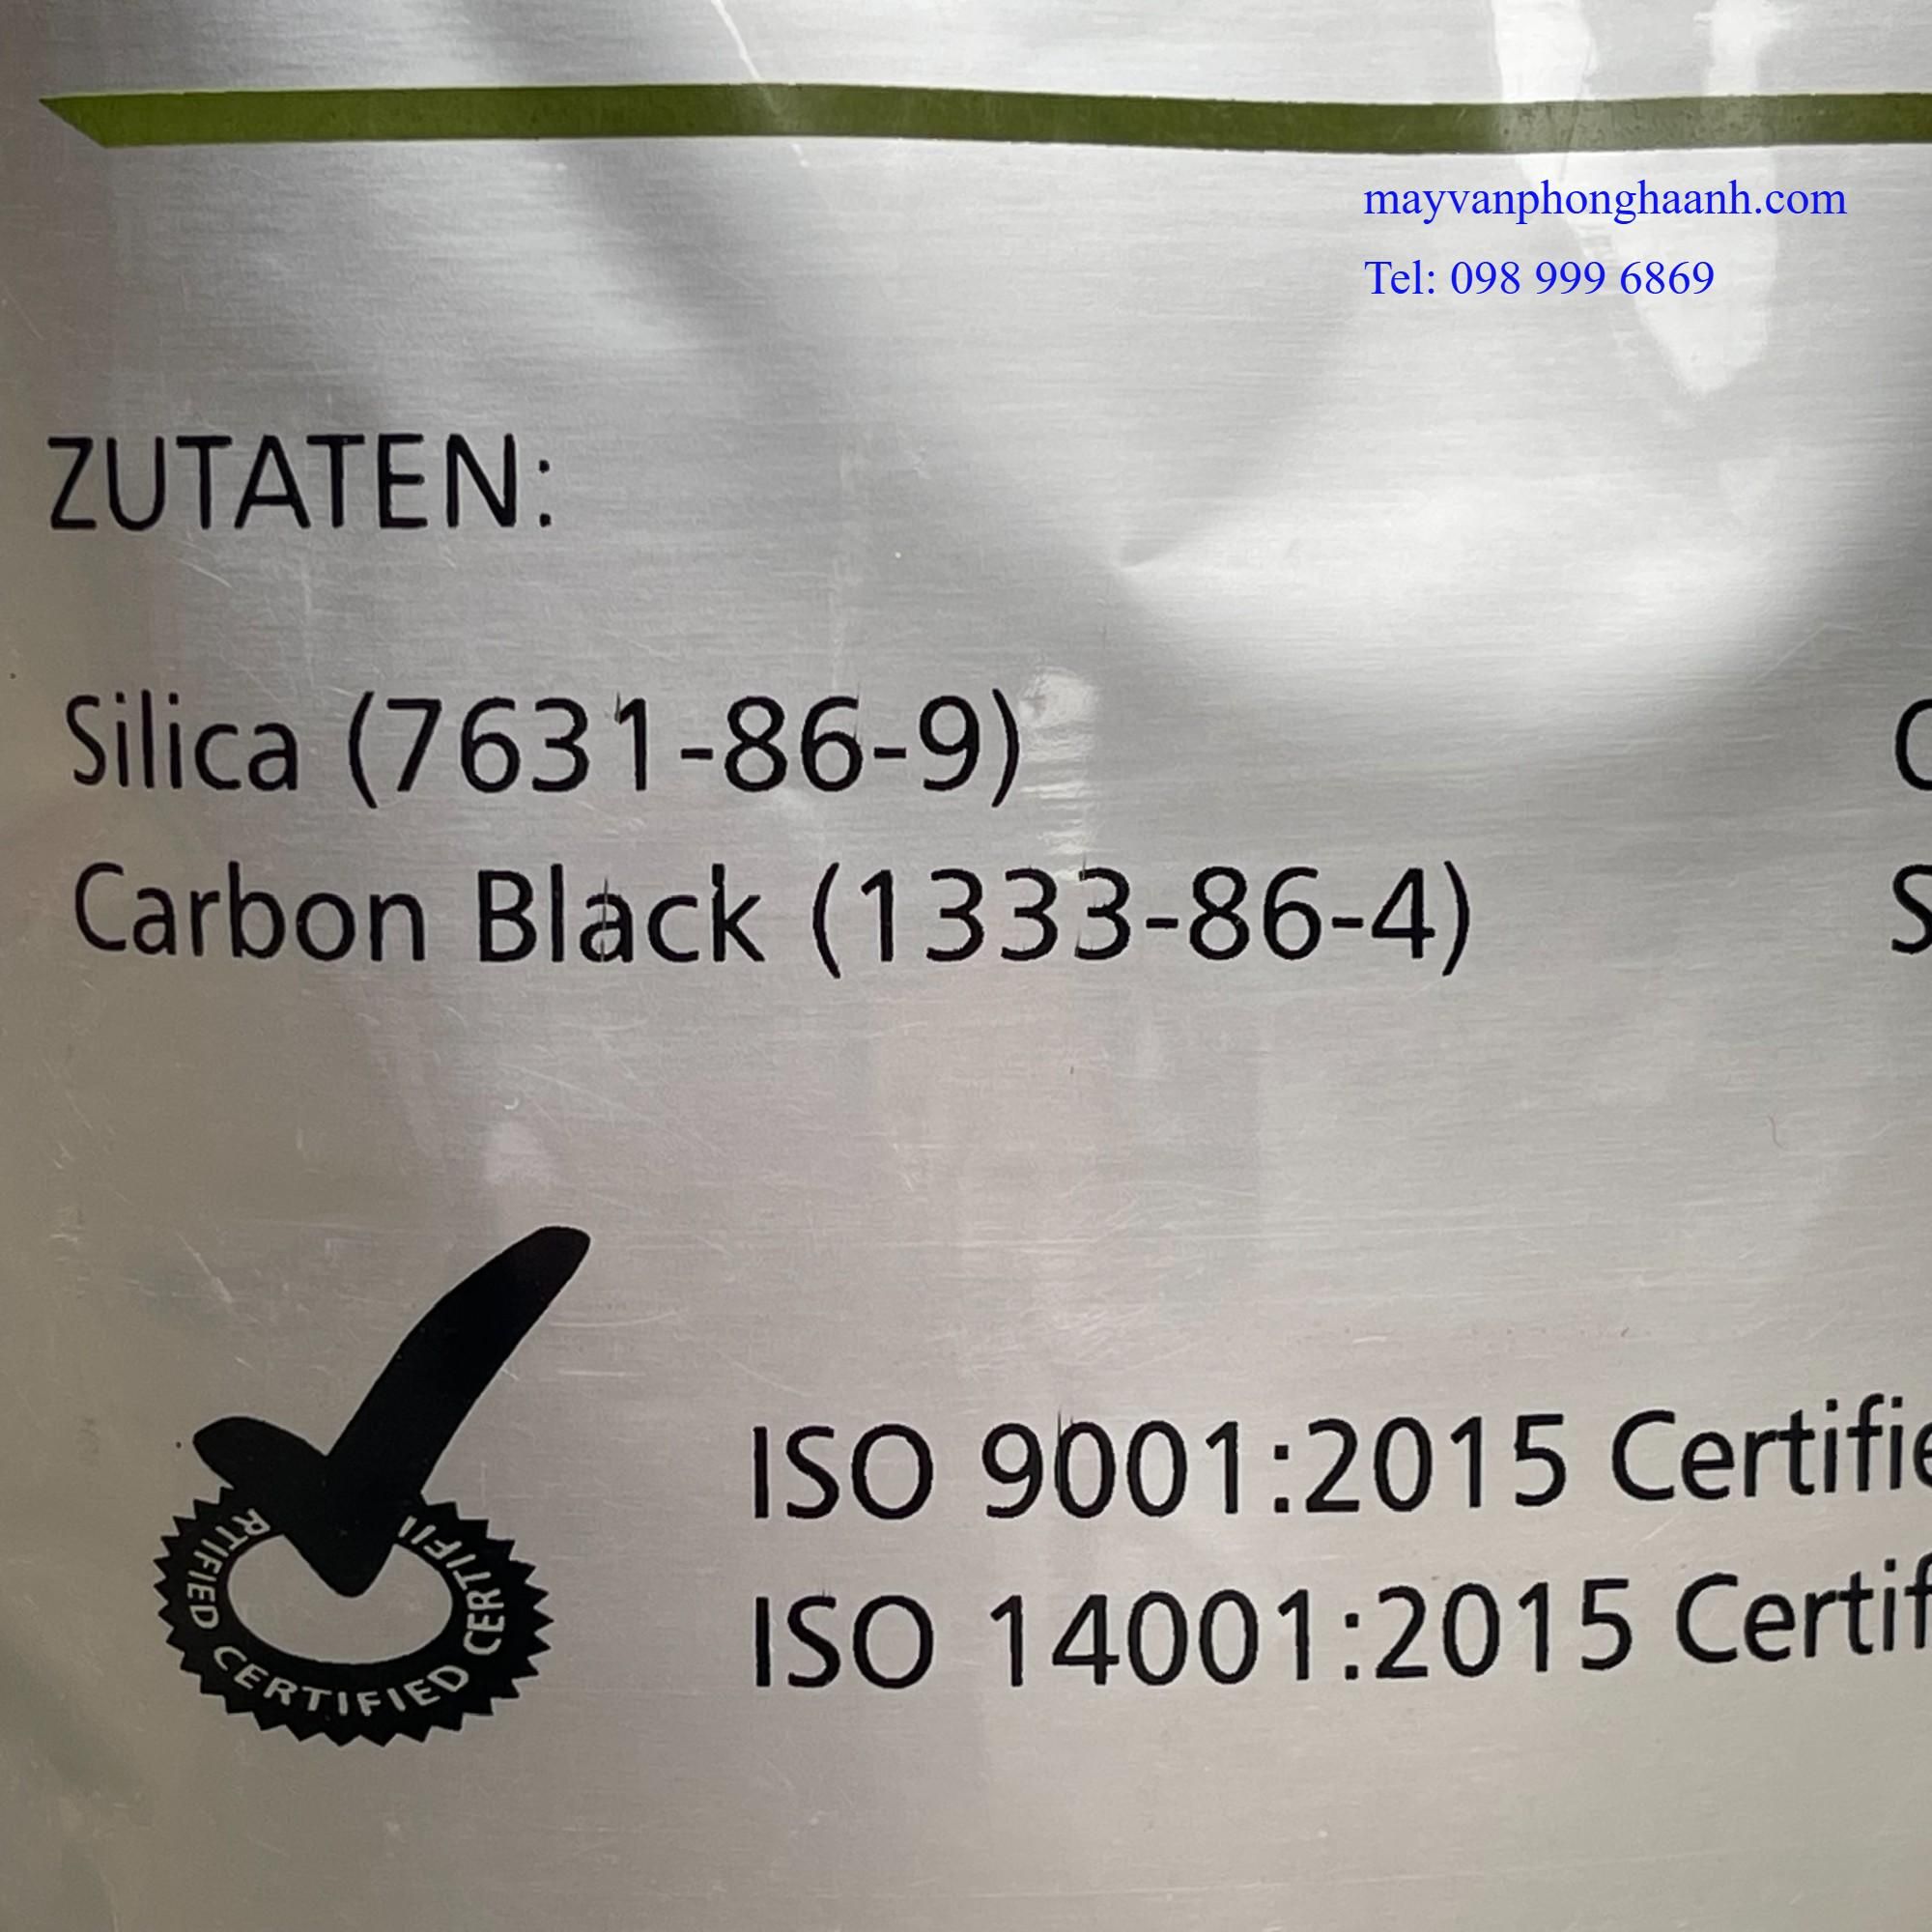 mayvanphonghaanh.com
Tel: 098 999 6869
ZUTATEN:
Silica (7631-86-9)
Carbon Black (1333-86-4)
ISO 9001:2015
ISO 14001:2015
CERTIFIED